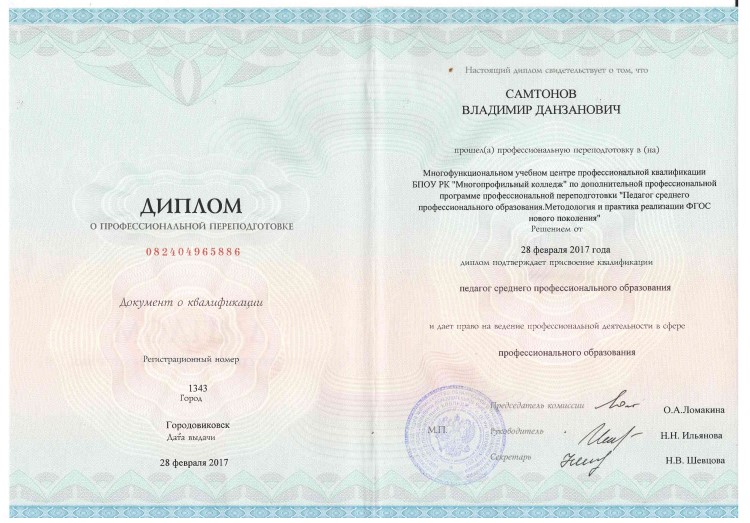 ДИПЛОМ
О ПРОФЕССИОНАЛЬНОЙ ПЕРЕПОДГОТОВКЕ
082404965886
Документ о квалификации
Регистрационный номер
1343
Город
Городовиковск
Дата выдачи
28 февраля 2017
Настоящий диплом свидетельствует о том, что
САМТОНОВ
ВЛАДИМИР ДАНЗАНОВИЧ
прошел(а) профессиональную переподготовку в (на)
Многофункциональном учебном центре профессиональной квалификации
БПОУ РК "Многопрофильный колледж" по дополнительной профессиональной
программе профессиональной переподготовки "Педагог среднего
профессионального образования.Методология и практика реализации ФГОС
нового поколения"
Решением от
28 февраля 2017 года
диплом подтверждает присвоение квалификации
педагог среднего профессионального образования
и дает право на ведение профессиональной деятельности в сфере
профессионального образования
Председатель комиссии
О.А.Ломакина
М.П.
Руководитель
Н.Н. Ильянова
Секретарь
Н.В. Шевцова